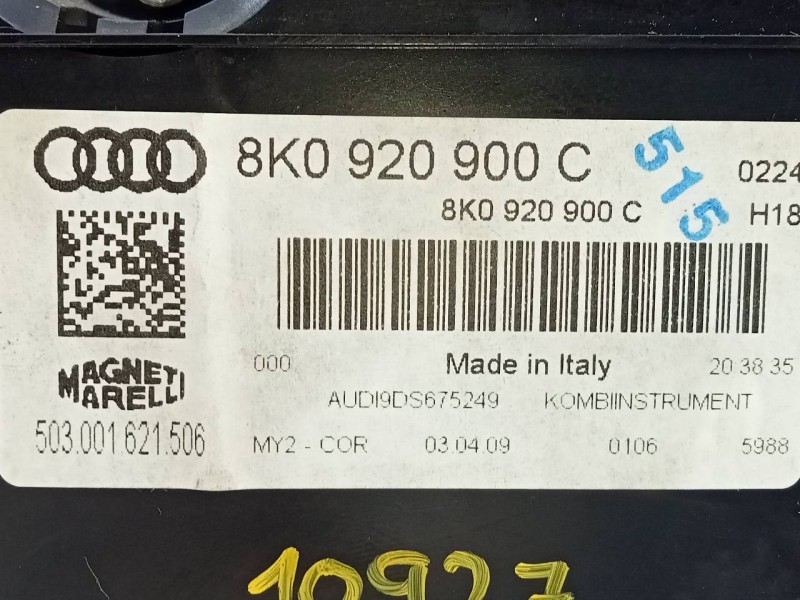 8K0 920 900 C
515
0224
8K0 920 900 C
H18
000
Made in Italy
20 38 35
MAGNETI
MARELLI
AUDI9DS675249
KOMBIINSTRUMENT
503.001.621.506
MY2 - COR
03.04.09
0106
5988
10927